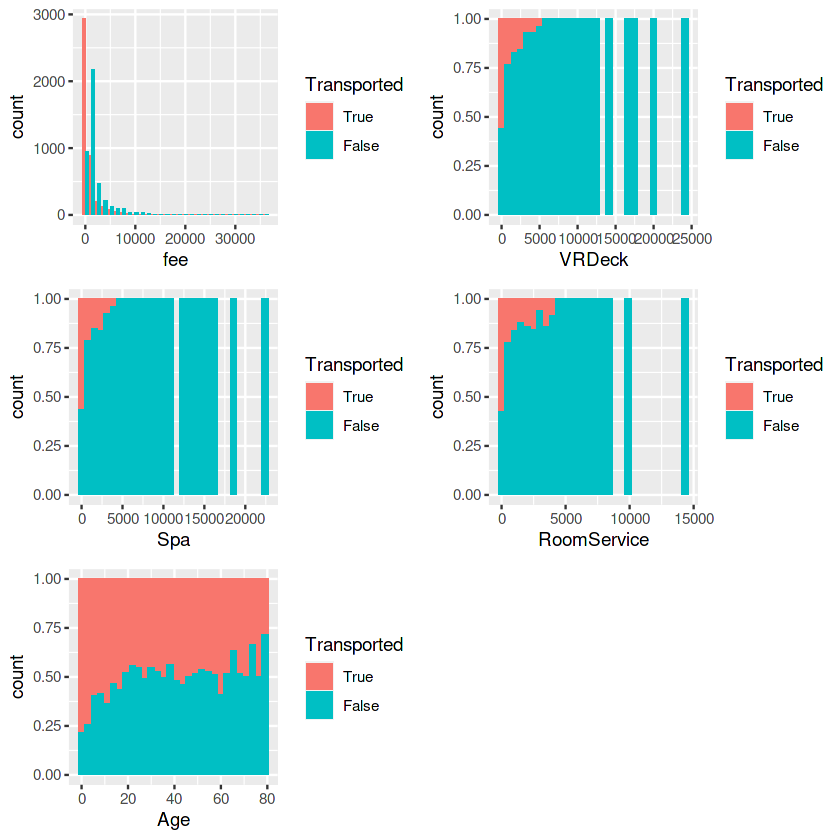 3000
2000
1000
0
count
0 10000 20000 30000
fee
Transported
True
False
1.00
0.75
0.50
0.25
0.00
count
0 5000 10000 15000 20000 25000
VRDeck
Transported
True
False
1.00
0.75
0.50
0.25
0.00
count
0 5000 10000 15000 20000
Spa
Transported
True
False
1.00
0.75
0.50
0.25
0.00
count
0 5000 10000 15000
RoomService
Transported
True
False
1.00
0.75
0.50
0.25
0.00
count
0 20 40 60 80
Age
Transported
True
False